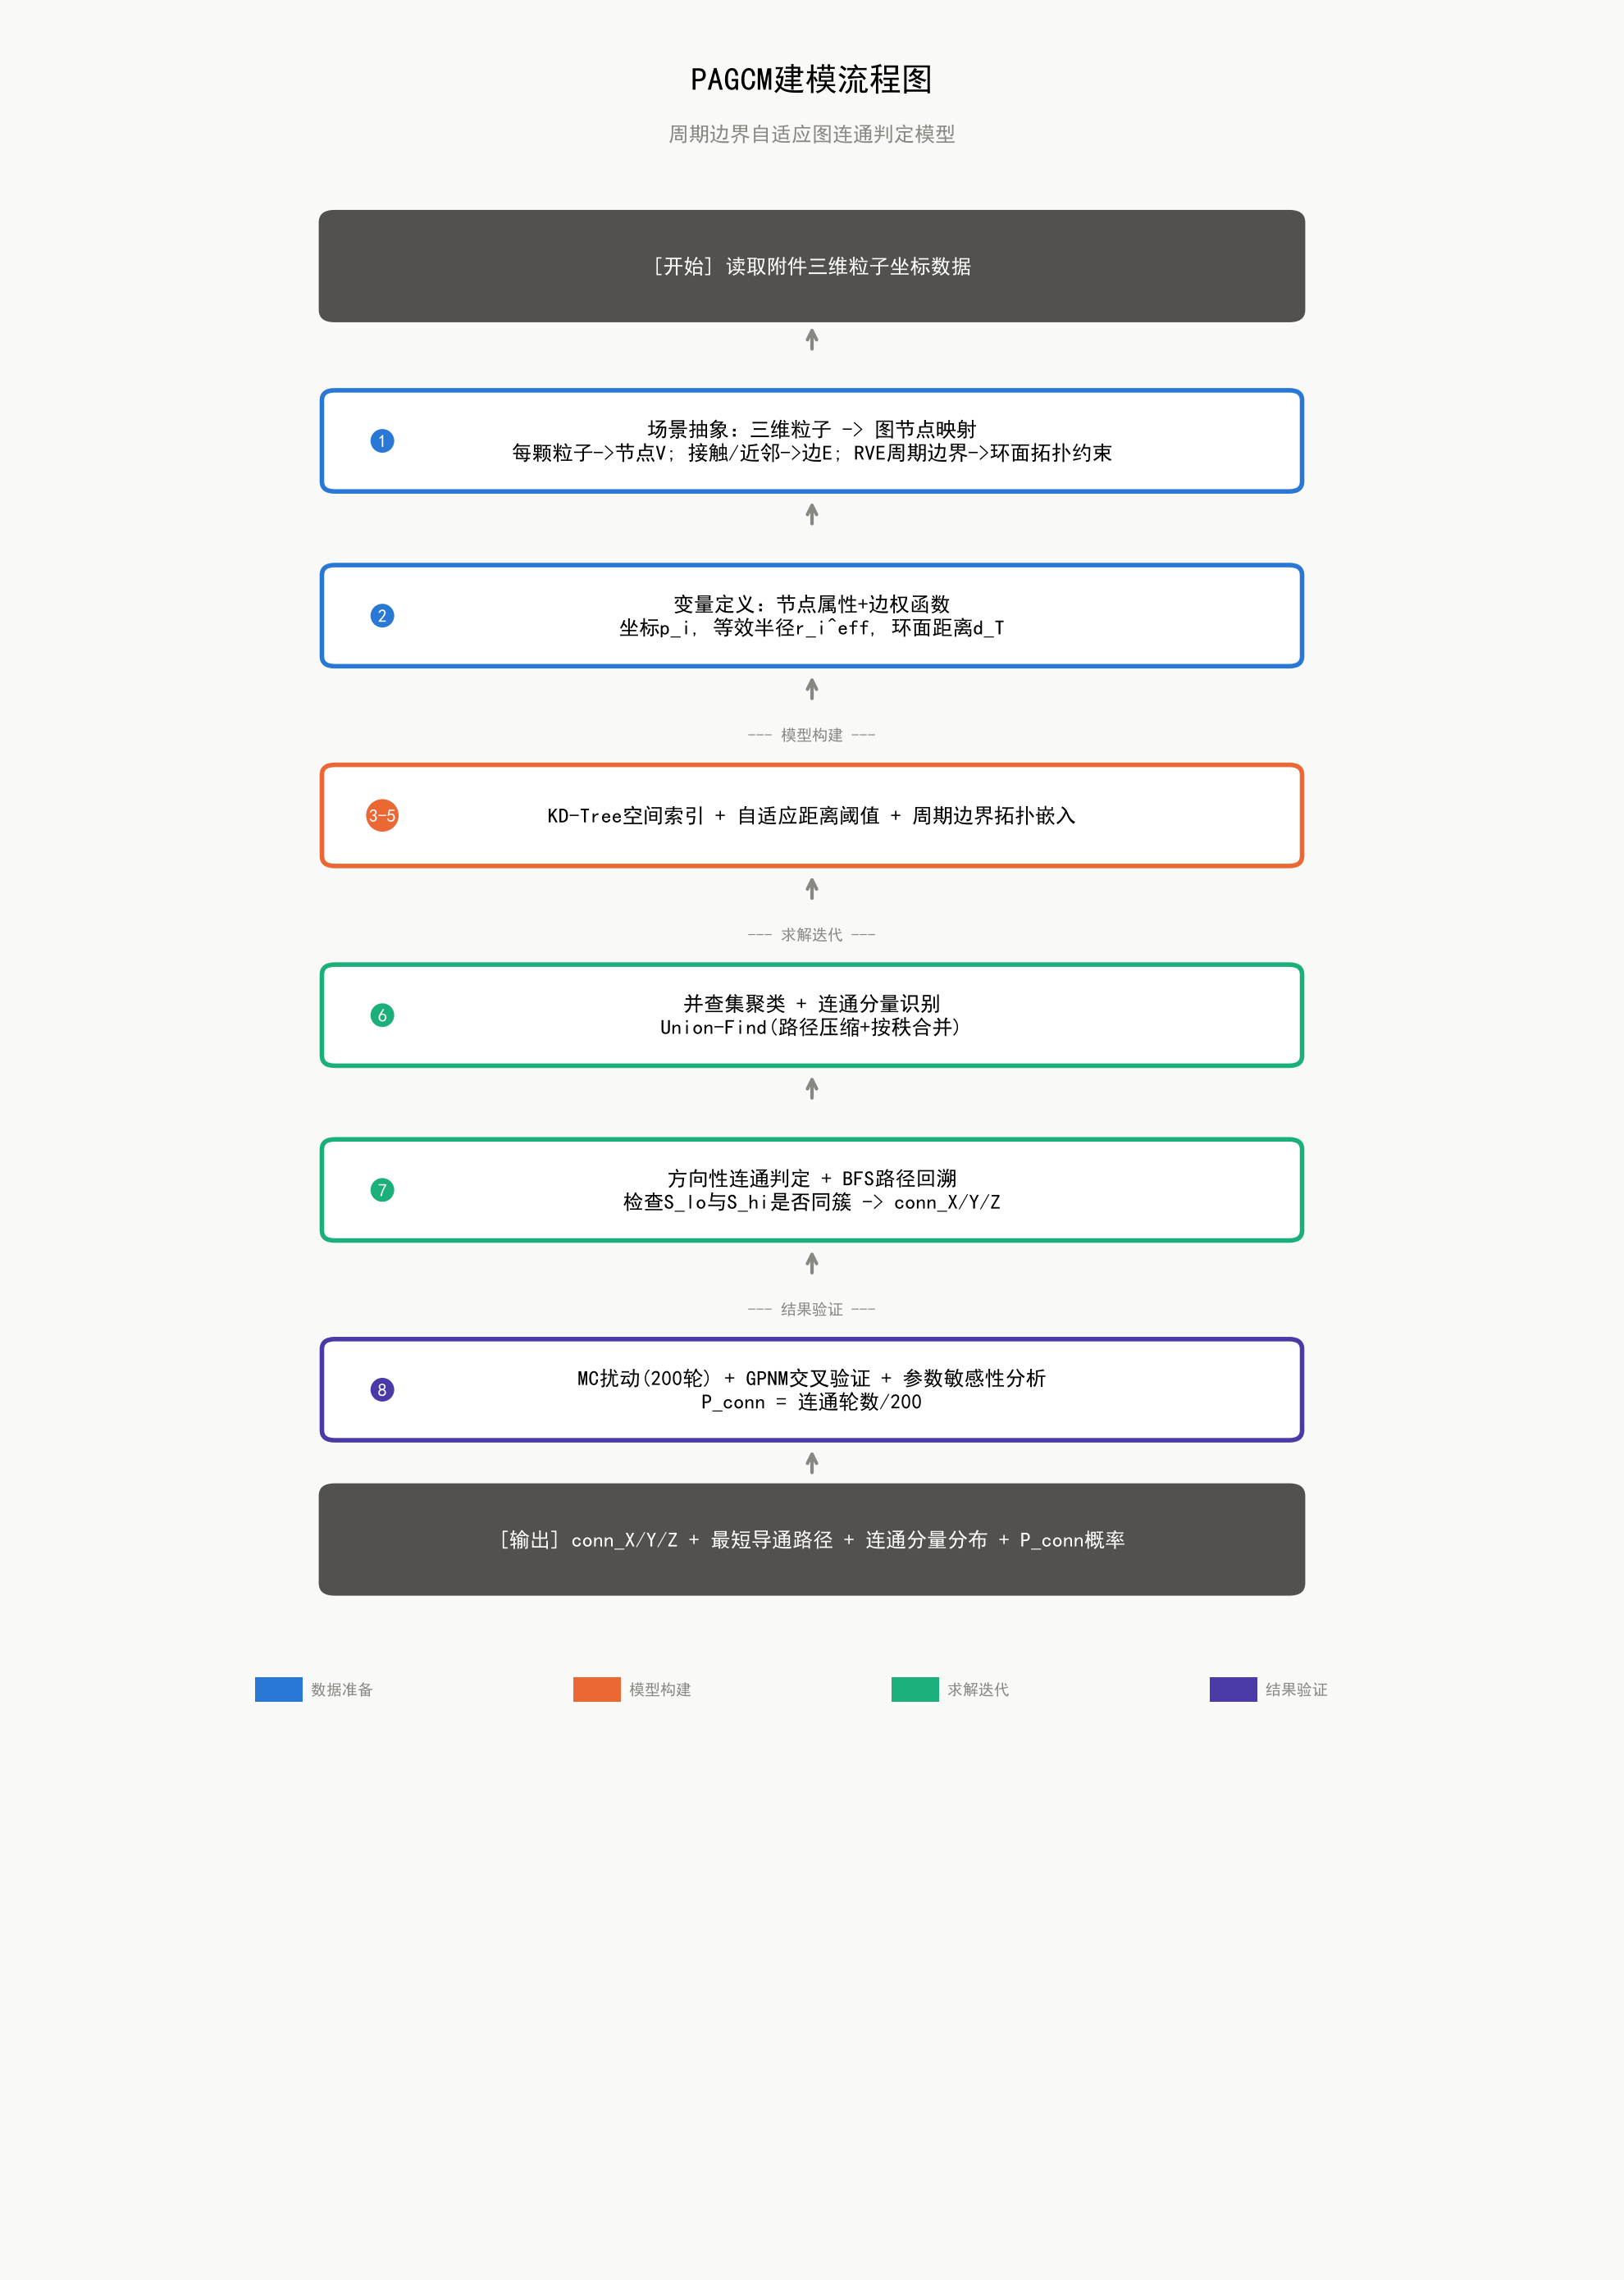 PAGCM建模流程图
周期边界自适应图连通判定模型
[开始] 读取附件三维粒子坐标数据
1
场景抽象: 三维粒子 -> 图节点映射
每颗粒子->节点V; 接触/近邻->边E; RVE周期边界->环面拓扑约束
2
变量定义: 节点属性+边权函数
坐标p_i, 等效半径r_i^eff, 环面距离d_T
--- 模型构建 ---
3-5
KD-Tree空间索引 + 自适应距离阈值 + 周期边界拓扑嵌入
--- 求解迭代 ---
6
并查集聚类 + 连通分量识别
Union-Find(路径压缩+按秩合并)
7
方向性连通判定 + BFS路径回溯
检查S_lo与S_hi是否同簇 -> conn_X/Y/Z
--- 结果验证 ---
8
MC扰动(200轮) + GPNM交叉验证 + 参数敏感性分析
P_conn = 连通轮数/200
[输出] conn_X/Y/Z + 最短导通路径 + 连通分量分布 + P_conn概率
数据准备
模型构建
求解迭代
结果验证